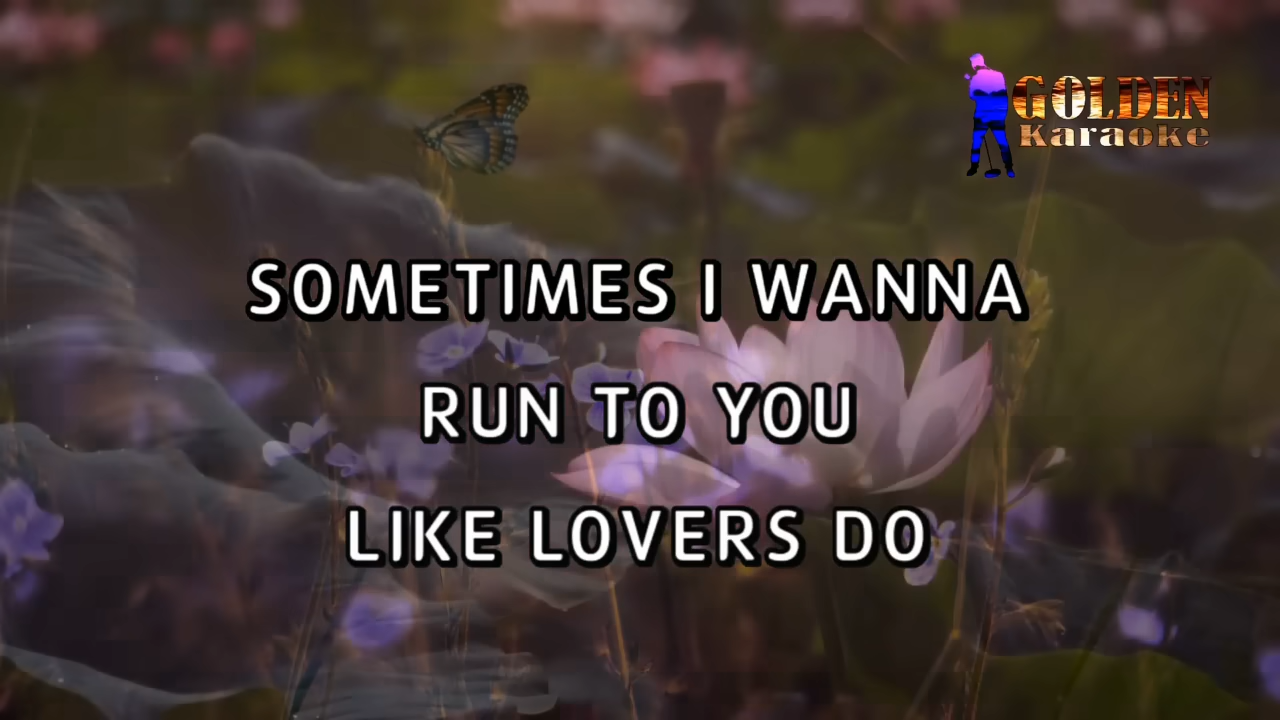 GOLDEN
Karaoke
SOMETIMES I WANNA
RUN TO YOU
LIKE LOVERS DO